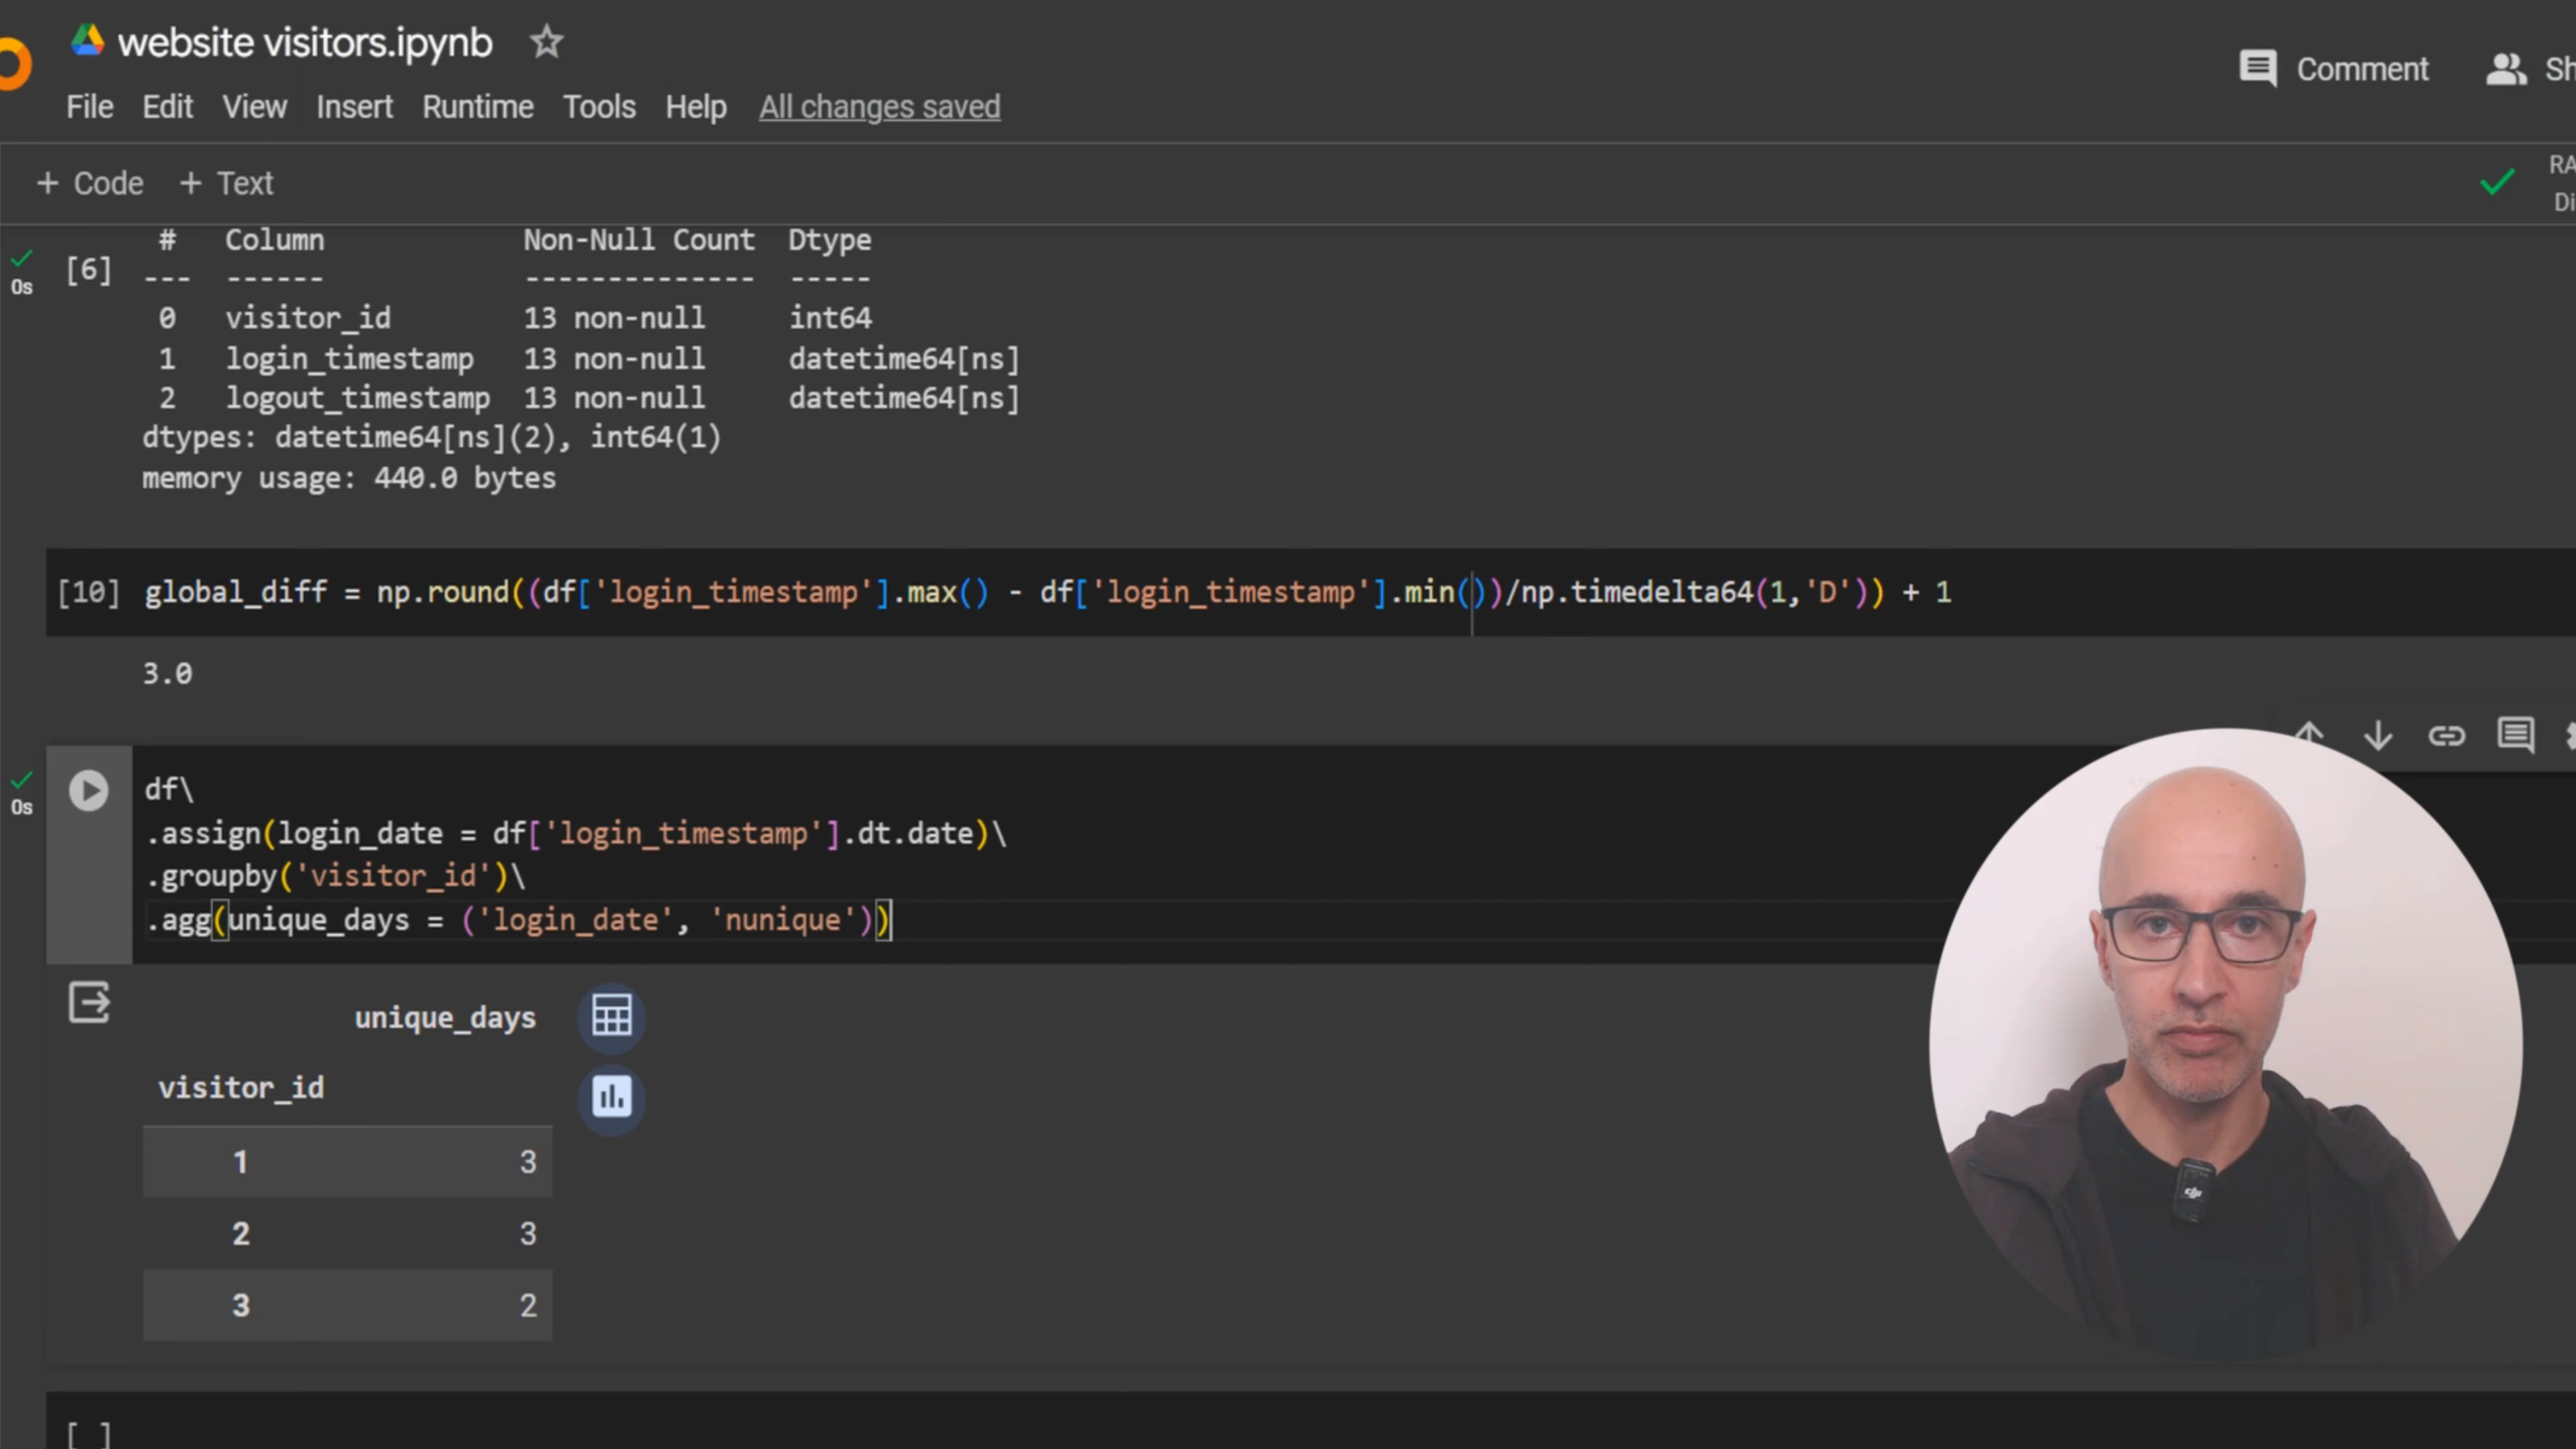 website visitors.ipynb
File Edit View Insert Runtime Tools Help All changes saved
Comment
+ Code + Text
# Column Non-Null Count Dtype
--- ------ -------------- -----
0s [6]
0 visitor_id 13 non-null int64
1 login_timestamp 13 non-null datetime64[ns]
2 logout_timestamp 13 non-null datetime64[ns]
dtypes: datetime64[ns](2), int64(1)
memory usage: 440.0 bytes
[10] global_diff = np.round((df['login_timestamp'].max() - df['login_timestamp'].min())/np.timedelta64(1,'D')) + 1
3.0
0s
df\
.assign(login_date = df['login_timestamp'].dt.date)\
.groupby('visitor_id')\
.agg(unique_days = ('login_date', 'nunique'))
unique_days
visitor_id
1 3
2 3
3 2
[ ]
dji